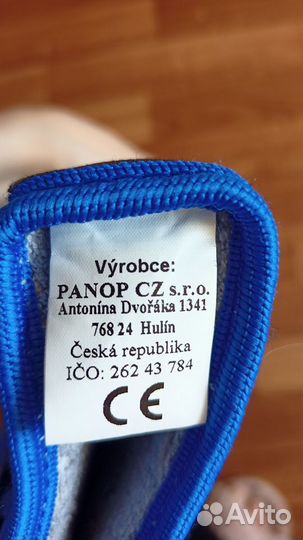 Výrobce:
PANOP CZ s.r.o.
Antonína Dvořáka 1341
768 24 Hulín
Česká republika
IČO: 262 43 784
CE
Avito